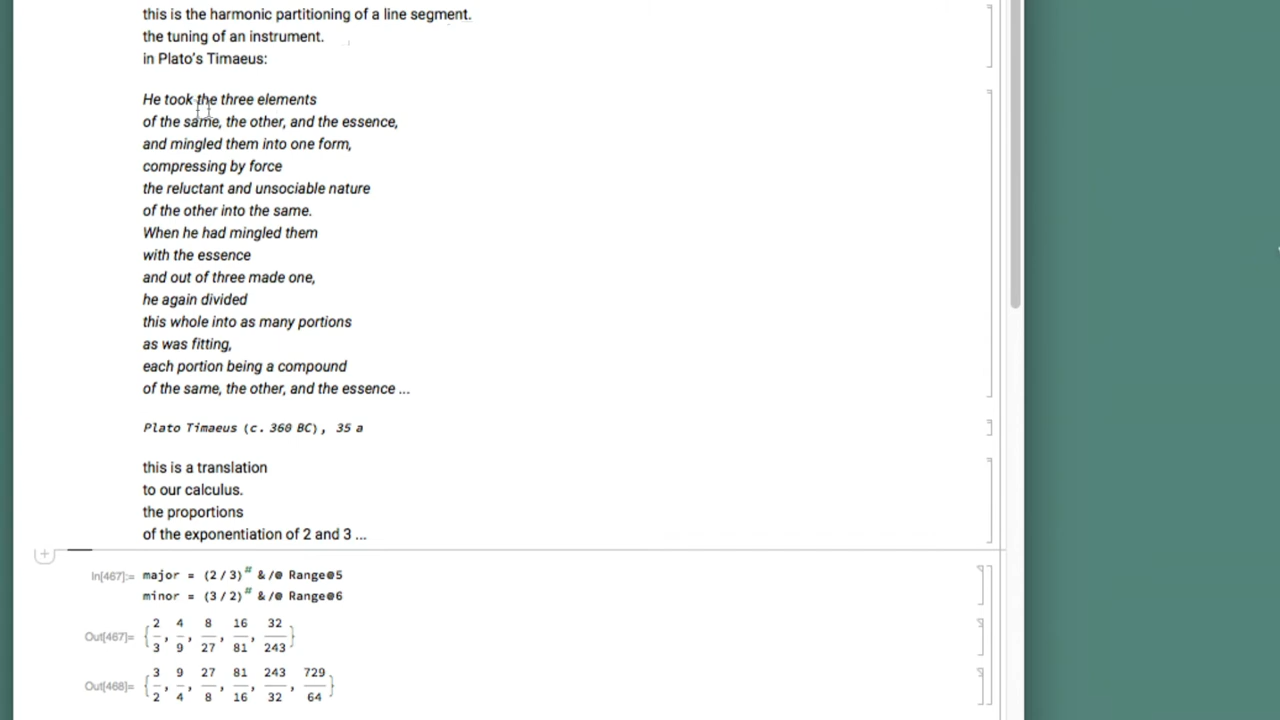 this is the harmonic partitioning of a line segment.
the tuning of an instrument.
in Plato's Timaeus:
He took the three elements
of the same, the other, and the essence,
and mingled them into one form,
compressing by force
the reluctant and unsociable nature
of the other into the same.
When he had mingled them
with the essence
and out of three made one,
he again divided
this whole into as many portions
as was fitting,
each portion being a compound
of the same, the other, and the essence ...
Plato Timaeus (c. 360 BC), 35 a
this is a translation
to our calculus.
the proportions
of the exponentiation of 2 and 3 ...
In[467]:= major = (2 / 3)^# & /@ Range@5
minor = (3 / 2)^# & /@ Range@6
Out[467]= {2/3, 4/9, 8/27, 16/81, 32/243}
Out[468]= {3/2, 9/4, 27/8, 81/16, 243/32, 729/64}